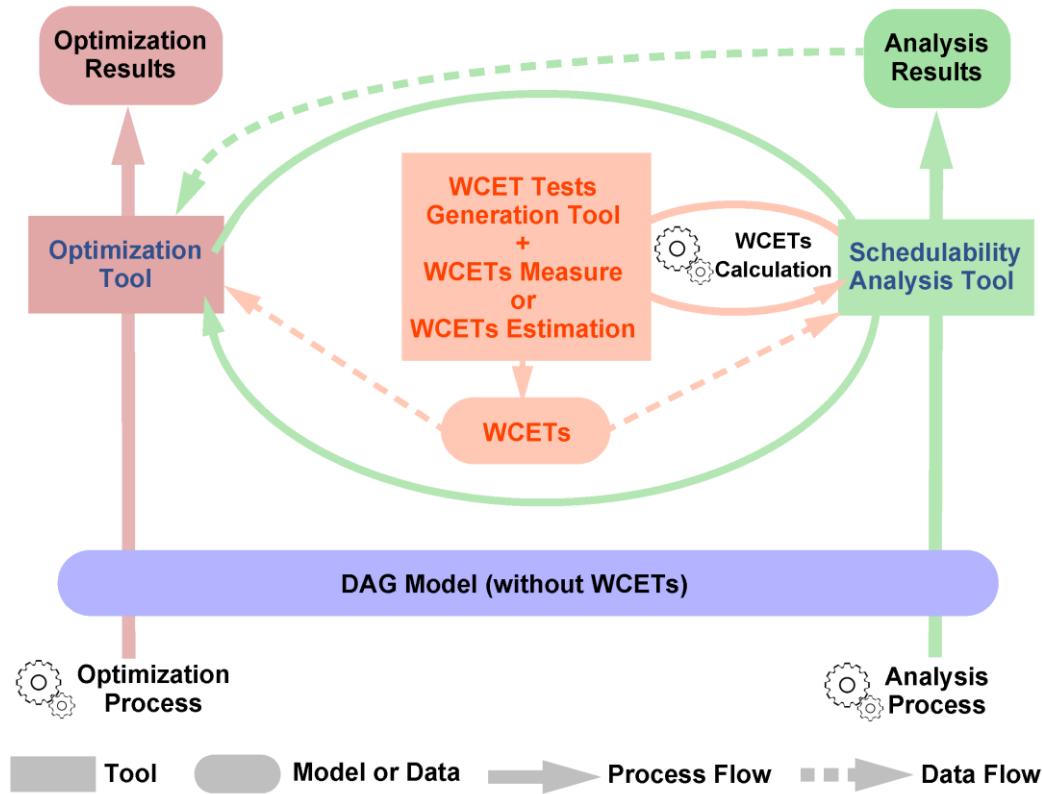 Optimization
Results
Analysis
Results
WCET Tests
Generation Tool
+
WCETs Measure
or
WCETs Estimation
WCETs
Calculation
Optimization
Tool
Schedulability
Analysis Tool
WCETs
DAG Model (without WCETs)
Optimization
Process
Analysis
Process
Tool
Model or Data
Process Flow
Data Flow